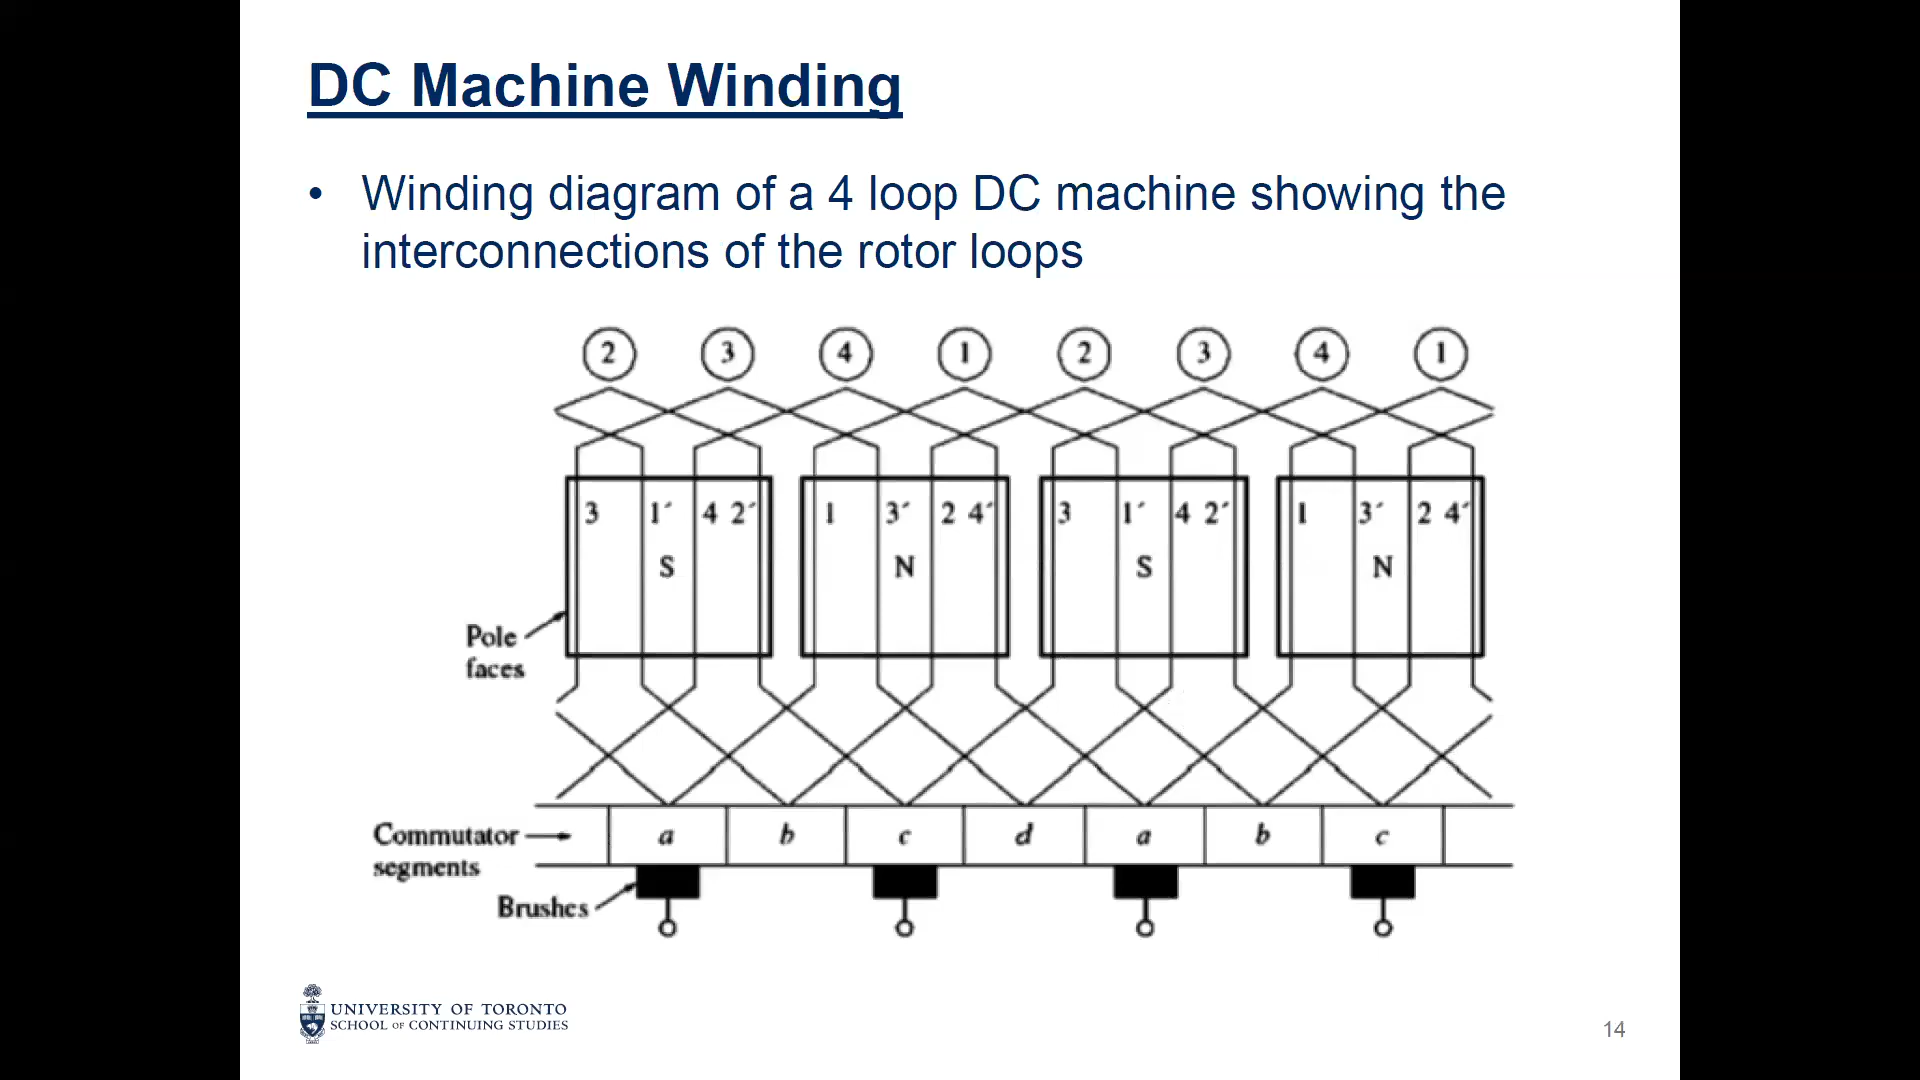 DC Machine Winding
• Winding diagram of a 4 loop DC machine showing the
interconnections of the rotor loops
2 3 4 1 2 3 4 1
3 1´ 4 2´ 1 3´ 2 4´ 3 1´ 4 2´ 1 3´ 2 4´
S N S N
Pole
faces
Commutator
segments
a b c d a b c
Brushes
UNIVERSITY OF TORONTO
SCHOOL OF CONTINUING STUDIES
14